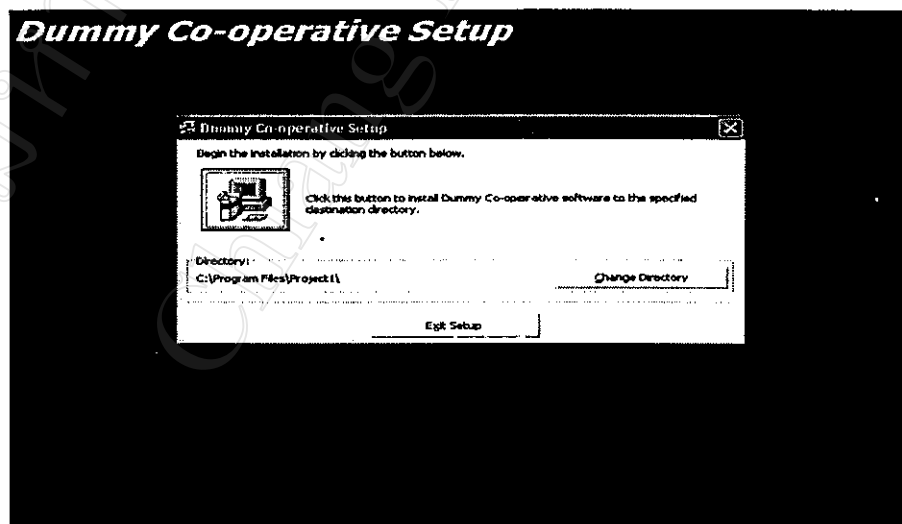 Dummy Co-operative Setup
Dummy Co-operative Setup
Begin the installation by clicking the button below.
Click this button to install Dummy Co-operative software to the specified
destination directory.
Directory:
C:\Program Files\Project1\
Change Directory
Exit Setup